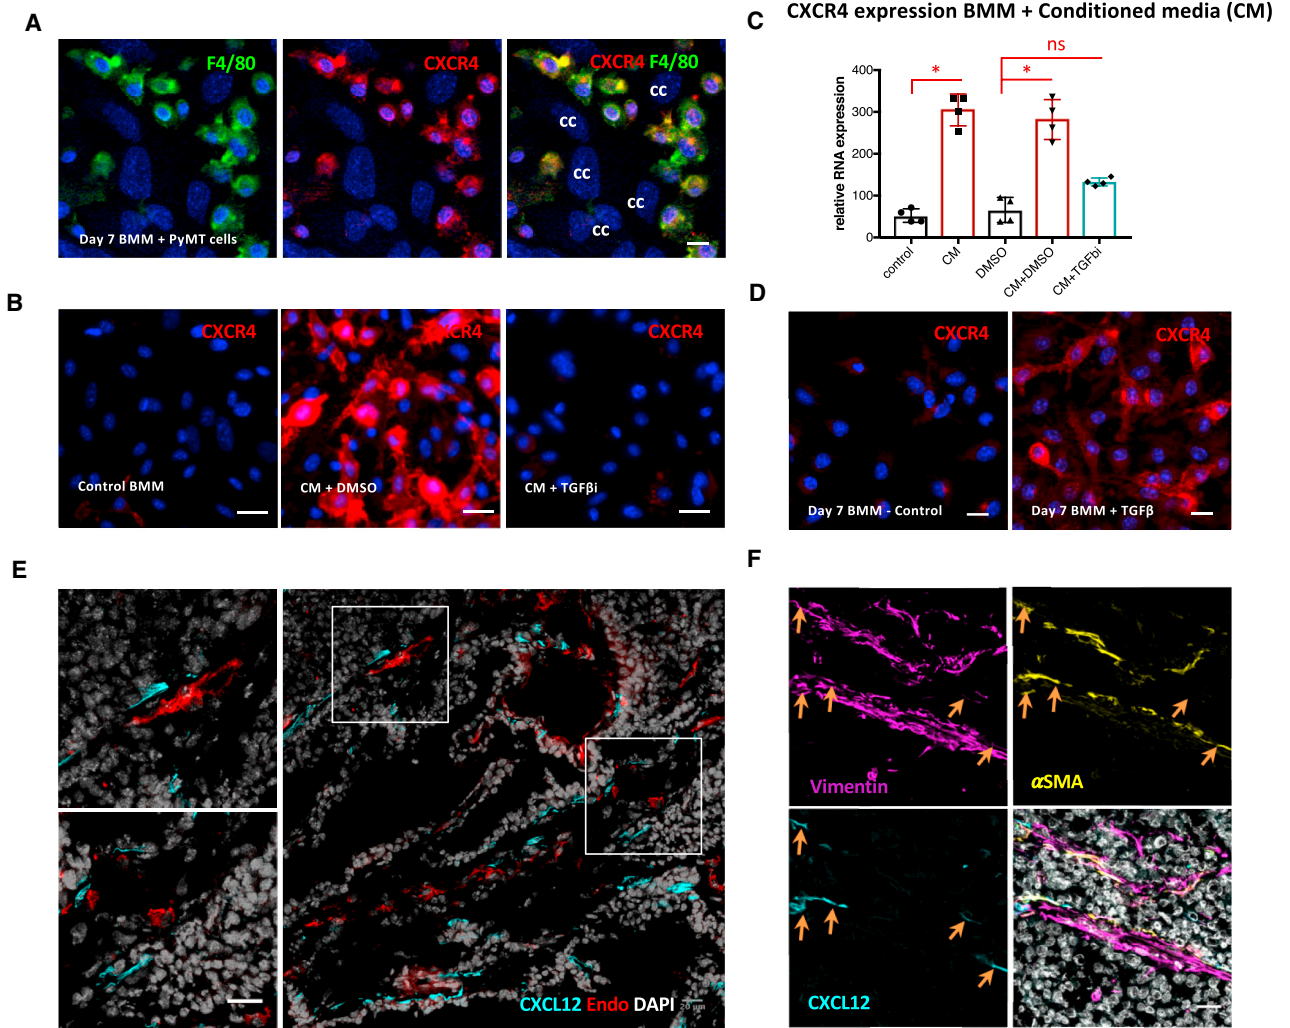 A
F4/80
CXCR4
CXCR4 F4/80
cc
cc
cc
cc
cc
Day 7 BMM + PyMT cells
B
CXCR4
CXCR4
CXCR4
Control BMM
CM + DMSO
CM + TGFβi
C
CXCR4 expression BMM + Conditioned media (CM)
ns
*
*
relative RNA expression
400
300
200
100
0
control
CM
DMSO
CM+DMSO
CM+TGFbi
D
CXCR4
CXCR4
Day 7 BMM - Control
Day 7 BMM + TGFβ
E
CXCL12 Endo DAPI
20 µm
F
Vimentin
αSMA
CXCL12